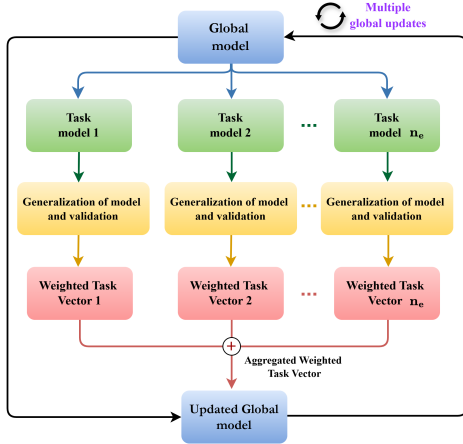 Multiple
global updates
Global
model
Task
model 1
Task
model 2
...
Task
model nₑ
Generalization of model
and validation
Generalization of model
and validation
...
Generalization of model
and validation
Weighted Task
Vector 1
Weighted Task
Vector 2
...
Weighted Task
Vector nₑ
+
Aggregated Weighted
Task Vector
Updated Global
model